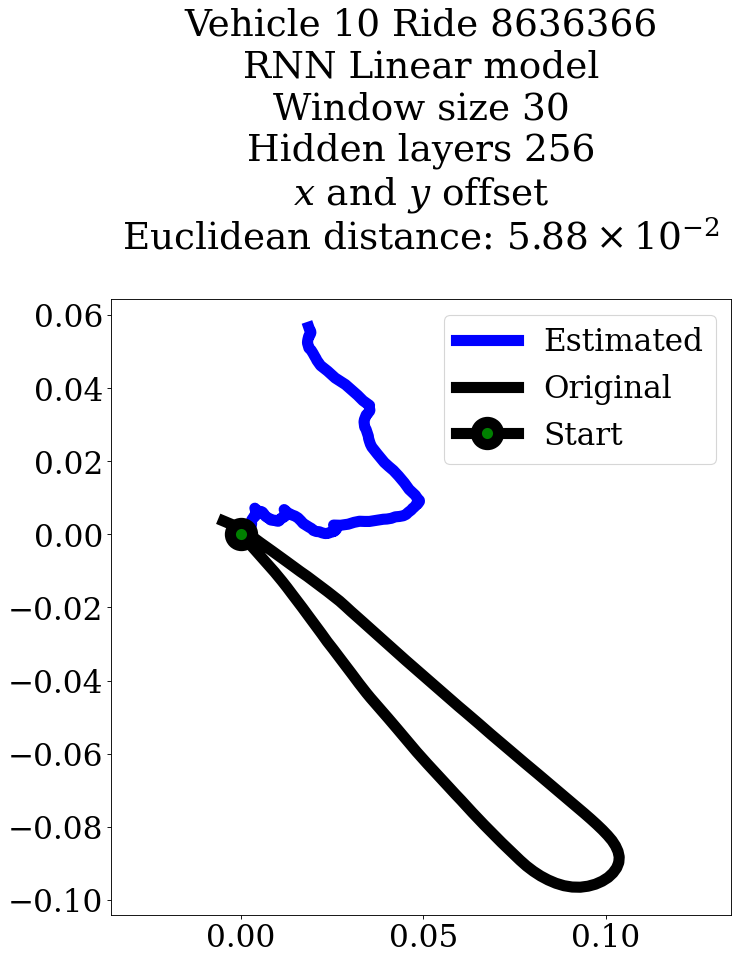 Vehicle 10 Ride 8636366
RNN Linear model
Window size 30
Hidden layers 256
x and y offset
Euclidean distance: 5.88 × 10⁻²
0.06
0.04
0.02
0.00
−0.02
−0.04
−0.06
−0.08
−0.10
Estimated
Original
Start
0.00 0.05 0.10